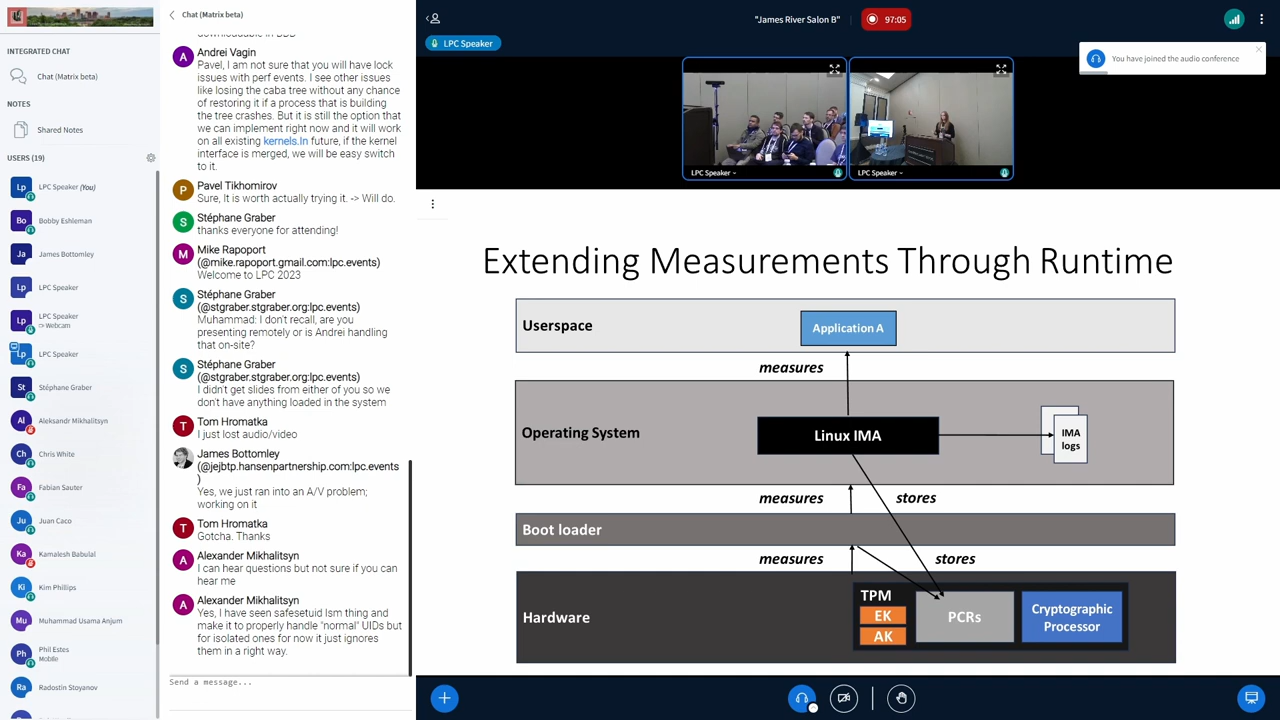 INTEGRATED CHAT
Chat (Matrix beta)
NOTES
Shared Notes
USERS (19)
Lp
LPC Speaker (You)
Bo
Bobby Eshleman
Ja
James Bottomley
Lp
LPC Speaker
Lp
LPC Speaker
=> Webcam
Lp
LPC Speaker
St
Stéphane Graber
Al
Aleksandr Mikhalitsyn
Ch
Chris White
Fa
Fabian Sauter
Ju
Juan Caco
Ka
Kamalesh Babulal
Ki
Kim Phillips
Mu
Muhammad Usama Anjum
Ph
Phil Estes
Mobile
Ra
Radostin Stoyanov
Chat (Matrix beta)
A
Andrei Vagin
Pavel, I am not sure that you will have lock
issues with perf events. I see other issues
like losing the caba tree without any chance
of restoring it if a process that is building
the tree crashes. But it is still the option that
we can implement right now and it will work
on all existing kernels.In future, if the kernel
interface is merged, we will be easy switch
to it.
P
Pavel Tikhomirov
Sure, It is worth actually trying it. -> Will do.
S
Stéphane Graber
thanks everyone for attending!
M
Mike Rapoport
(@mike.rapoport.gmail.com:lpc.events)
Welcome to LPC 2023
S
Stéphane Graber
(@stgraber.stgraber.org:lpc.events)
Muhammad: I don't recall, are you
presenting remotely or is Andrei handling
that on-site?
S
Stéphane Graber
(@stgraber.stgraber.org:lpc.events)
I didn't get slides from either of you so we
don't have anything loaded in the system
T
Tom Hromatka
I just lost audio/video
James Bottomley
(@jejbtp.hansenpartnership.com:lpc.events
)
Yes, we just ran into an A/V problem;
working on it
T
Tom Hromatka
Gotcha. Thanks
A
Alexander Mikhalitsyn
I can hear questions but not sure if you can
hear me
A
Alexander Mikhalitsyn
Yes, I have seen safesetuid lsm thing and
make it to properly handle "normal" UIDs but
for isolated ones for now it just ignores
them in a right way.
Send a message...
"James River Salon B"
97:05
LPC Speaker
You have joined the audio conference
LPC Speaker
LPC Speaker
Extending Measurements Through Runtime
Userspace
Application A
measures
Operating System
Linux IMA
IMA
logs
measures
stores
Boot loader
measures
stores
Hardware
TPM
EK
AK
PCRs
Cryptographic
Processor